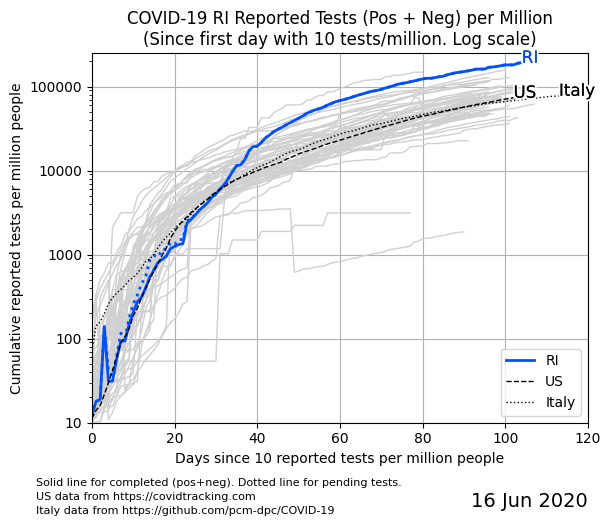 COVID-19 RI Reported Tests (Pos + Neg) per Million
(Since first day with 10 tests/million. Log scale)
Cumulative reported tests per million people
100000
10000
1000
100
10
RI
US
Italy
RI
US
Italy
0
20
40
60
80
100
120
Days since 10 reported tests per million people
Solid line for completed (pos+neg). Dotted line for pending tests.
US data from https://covidtracking.com
Italy data from https://github.com/pcm-dpc/COVID-19
16 Jun 2020